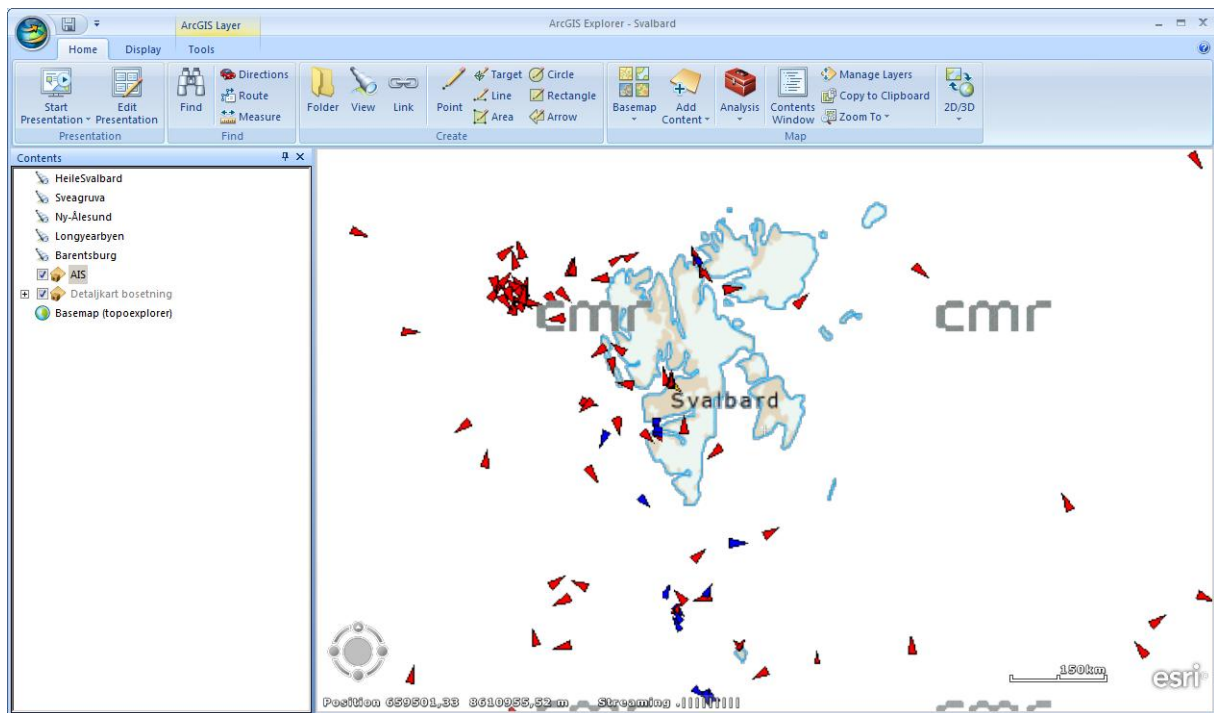 ArcGIS Layer
ArcGIS Explorer - Svalbard
Home Display Tools
Start Presentation
Edit Presentation
Presentation
Find
Directions
Route
Measure
Find
Folder
View
Link
Point
Target
Line
Area
Circle
Rectangle
Arrow
Create
Basemap
Add Content
Analysis
Contents Window
Manage Layers
Copy to Clipboard
Zoom To
2D/3D
Map
Contents
HeileSvalbard
Sveagruva
Ny-Ålesund
Longyearbyen
Barentsburg
AIS
Detaljkart bosetning
Basemap (topoexplorer)
cmr
cmr
Svalbard
150km
esri
Position 659501,33 8610955,52 m Streaming